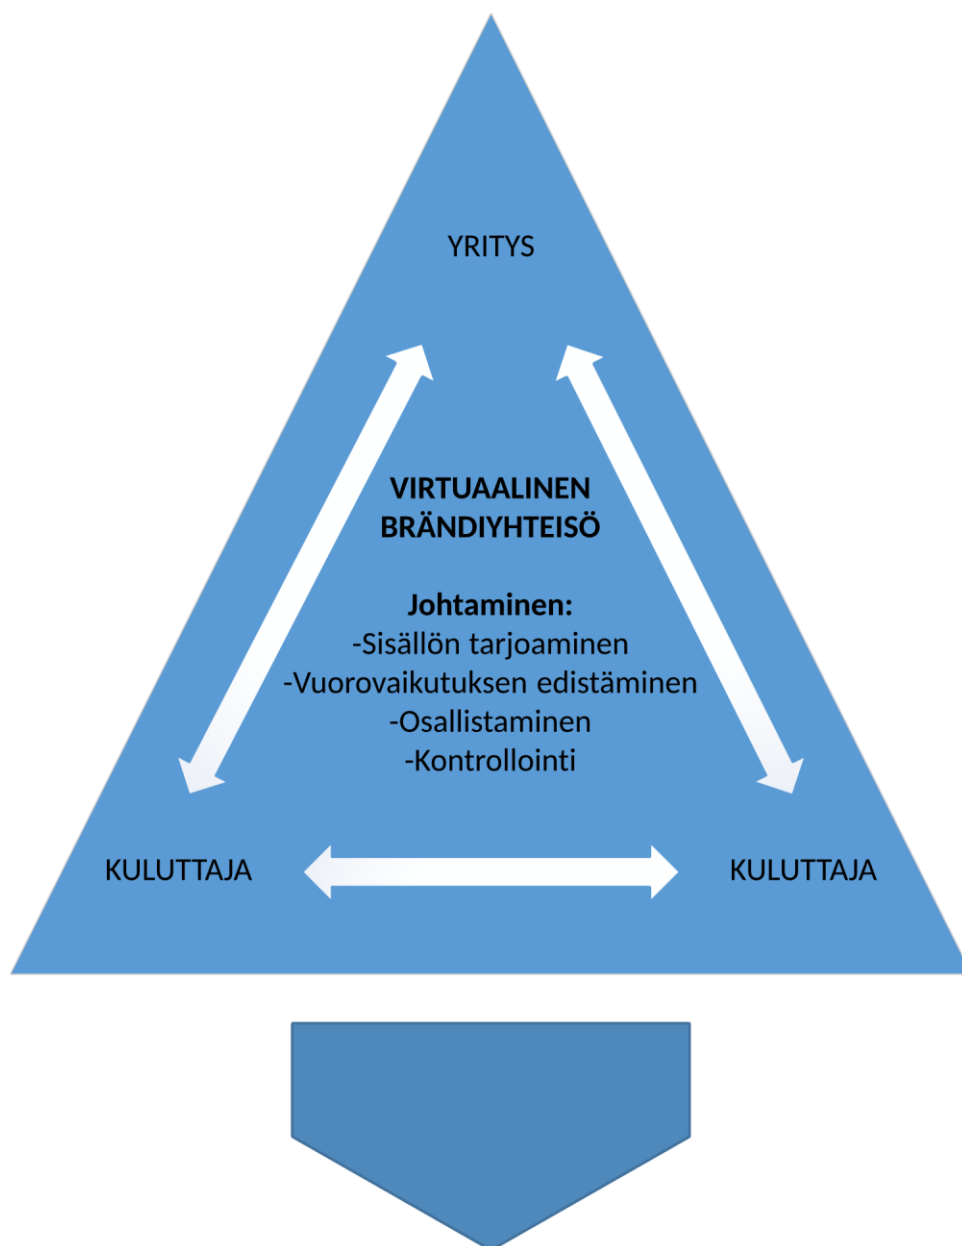 YRITYS
VIRTUAALINEN
BRÄNDIYHTEISÖ
Johtaminen:
-Sisällön tarjoaminen
-Vuorovaikutuksen edistäminen
-Osallistaminen
-Kontrollointi
KULUTTAJA
KULUTTAJA